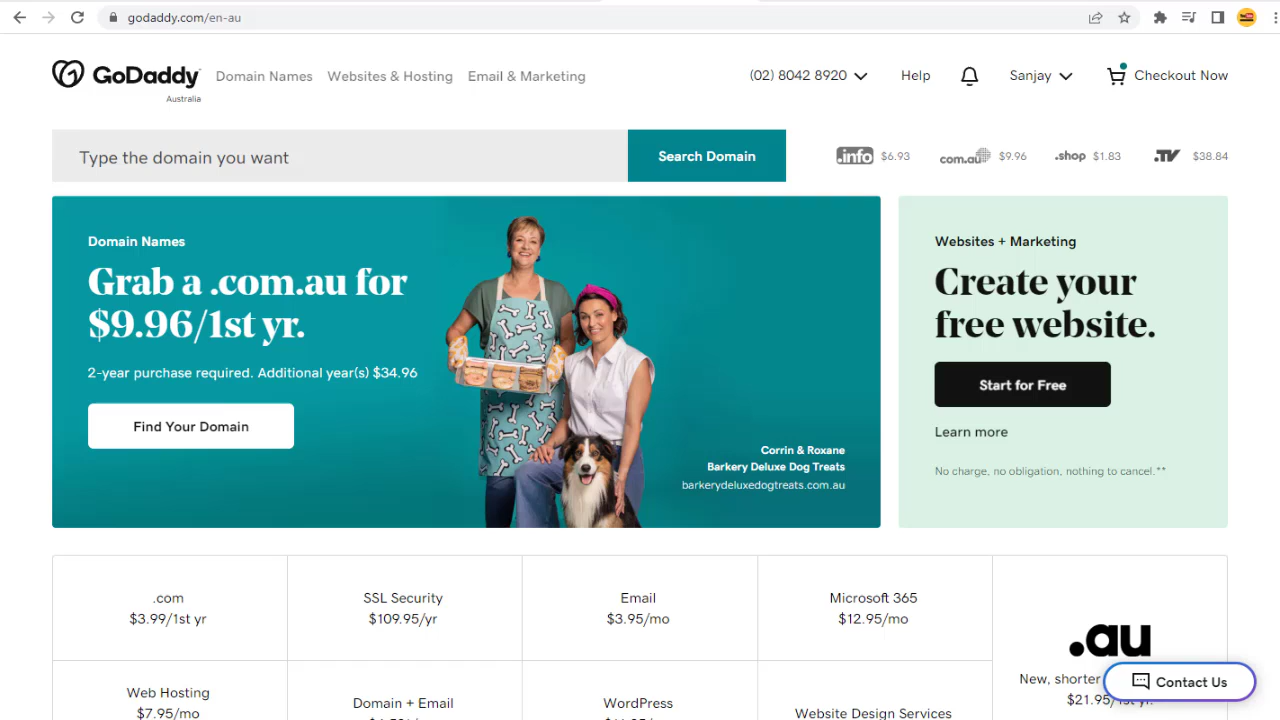 godaddy.com/en-au
GoDaddy
Australia
Domain Names
Websites & Hosting
Email & Marketing
(02) 8042 8920
Help
Sanjay
Checkout Now
Type the domain you want
Search Domain
.info $6.93
com.au $9.96
.shop $1.83
.TV $38.84
Domain Names
Grab a .com.au for
$9.96/1st yr.
2-year purchase required. Additional year(s) $34.96
Find Your Domain
Corrin & Roxane
Barkery Deluxe Dog Treats
barkerydeluxedogtreats.com.au
Websites + Marketing
Create your
free website.
Start for Free
Learn more
No charge, no obligation, nothing to cancel.**
.com
$3.99/1st yr
SSL Security
$109.95/yr
Email
$3.95/mo
Microsoft 365
$12.95/mo
.au
New, shorter
$21.95/1st yr.
Contact Us
Web Hosting
$7.95/mo
Domain + Email
WordPress
Website Design Services